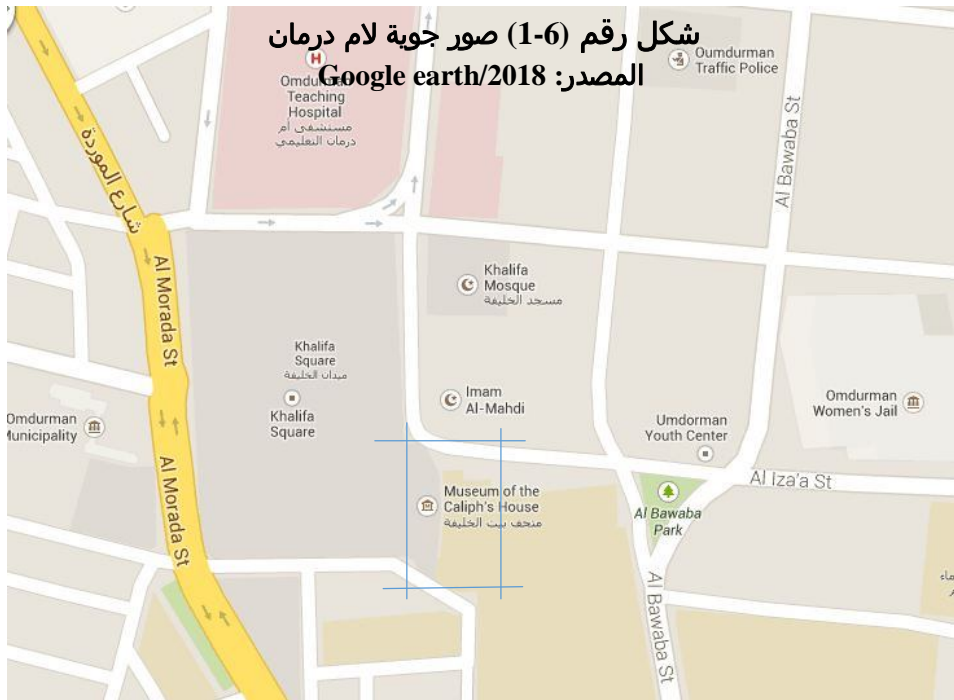 شكل رقم (6-1) صور جوية لام درمان
المصدر: Google earth/2018
Oumdurman
Traffic Police
Teaching
Hospital
مستشفى أم
درمان التعليمي
Al Bawaba St
شارع الموردة
Al Morada St
Khalifa
Mosque
مسجد الخليفة
Khalifa
Square
ميدان الخليفة
Khalifa
Square
Imam
Al-Mahdi
Omdurman
Women's Jail
Omdurman
Municipality
Umdorman
Youth Center
Al Morada St
Al Iza'a St
Museum of the
Caliph's House
متحف بيت الخليفة
Al Bawaba
Park
Al Bawaba St